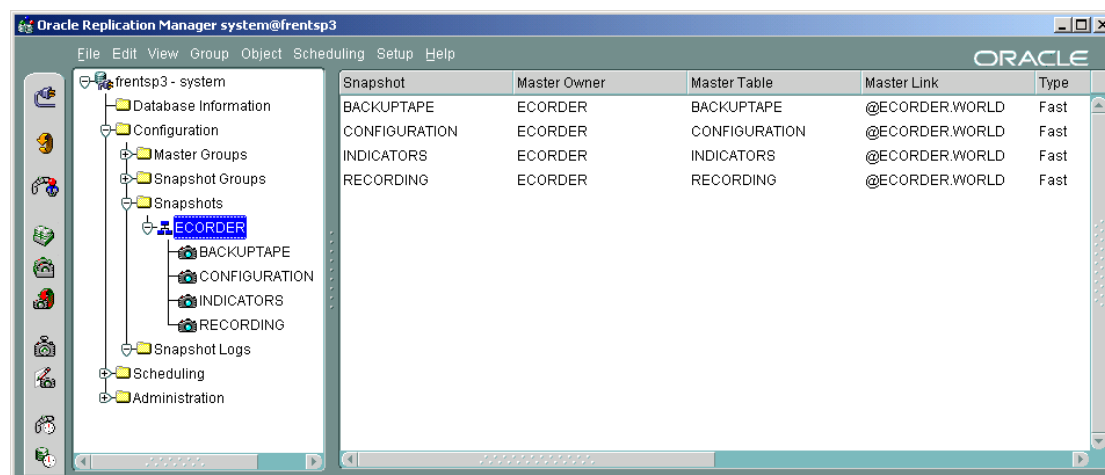 Oracle Replication Manager system@frentsp3
File Edit View Group Object Scheduling Setup Help
ORACLE
frentsp3 - system
Database Information
Configuration
Master Groups
Snapshot Groups
Snapshots
ECORDER
BACKUPTAPE
CONFIGURATION
INDICATORS
RECORDING
Snapshot Logs
Scheduling
Administration
Snapshot Master Owner Master Table Master Link Type
BACKUPTAPE ECORDER BACKUPTAPE @ECORDER.WORLD Fast
CONFIGURATION ECORDER CONFIGURATION @ECORDER.WORLD Fast
INDICATORS ECORDER INDICATORS @ECORDER.WORLD Fast
RECORDING ECORDER RECORDING @ECORDER.WORLD Fast